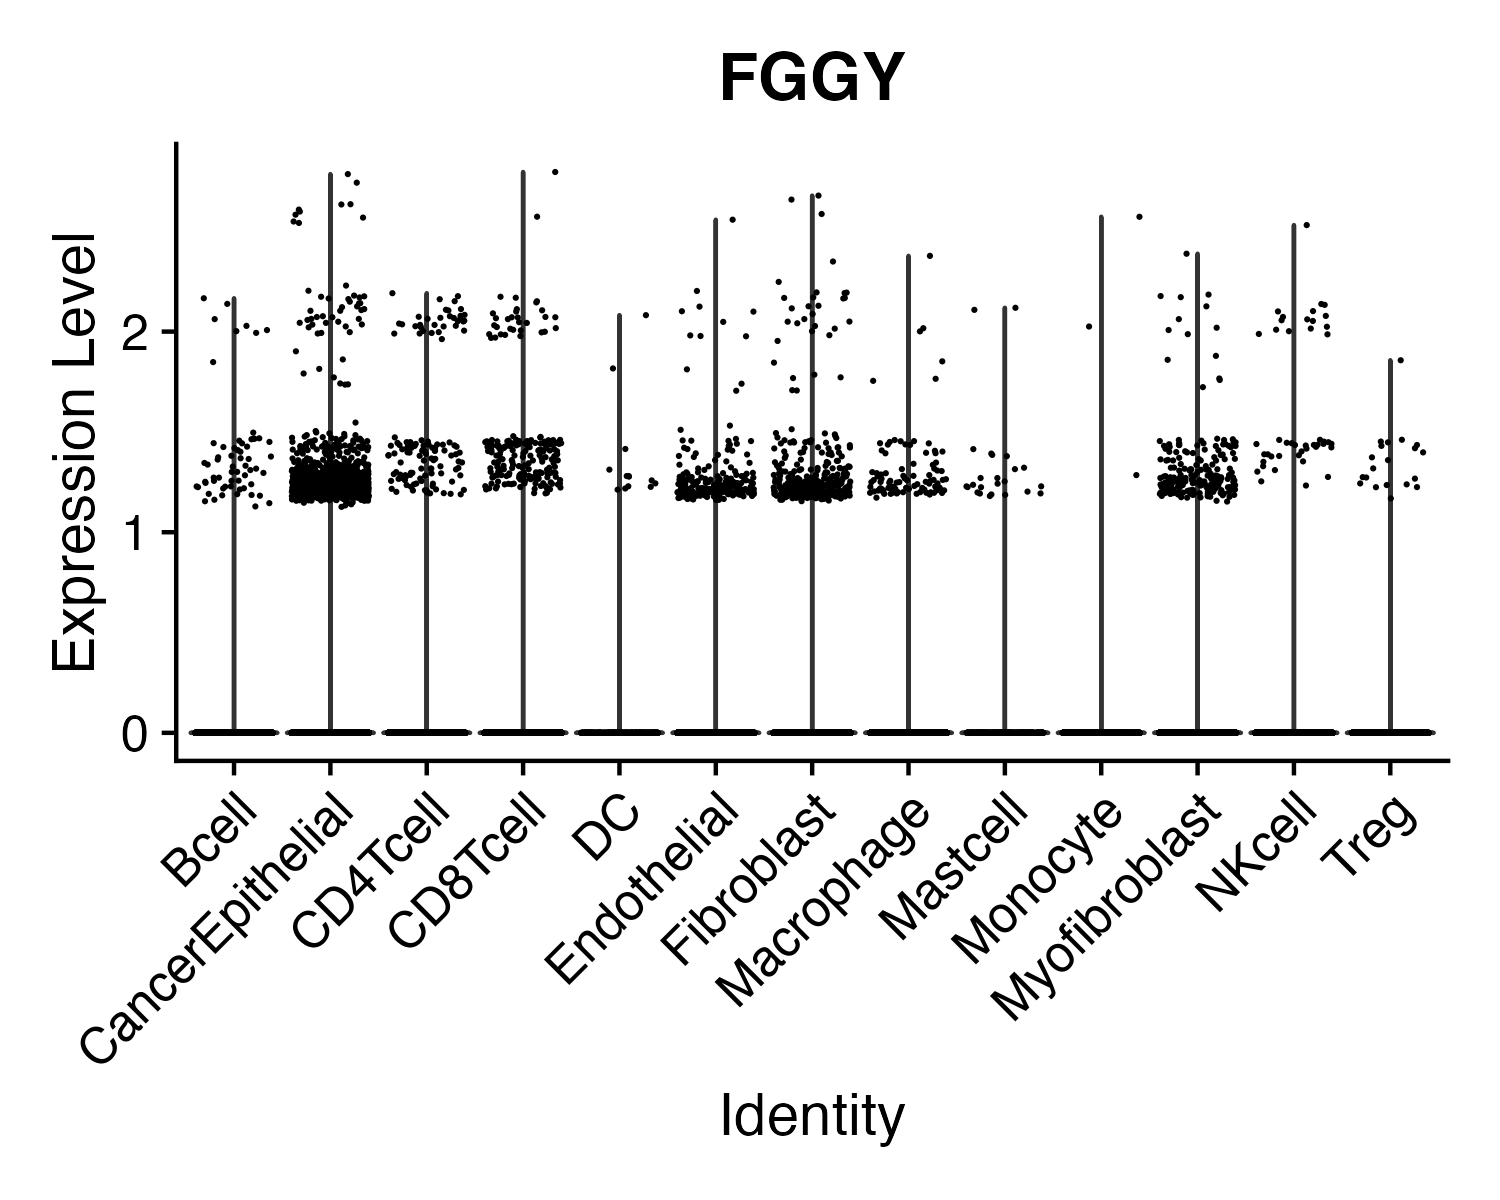 FGGY
Expression Level
2
1
0
Bcell
CancerEpithelial
CD4Tcell
CD8Tcell
DC
Endothelial
Fibroblast
Macrophage
Mastcell
Monocyte
Myofibroblast
NKcell
Treg
Identity